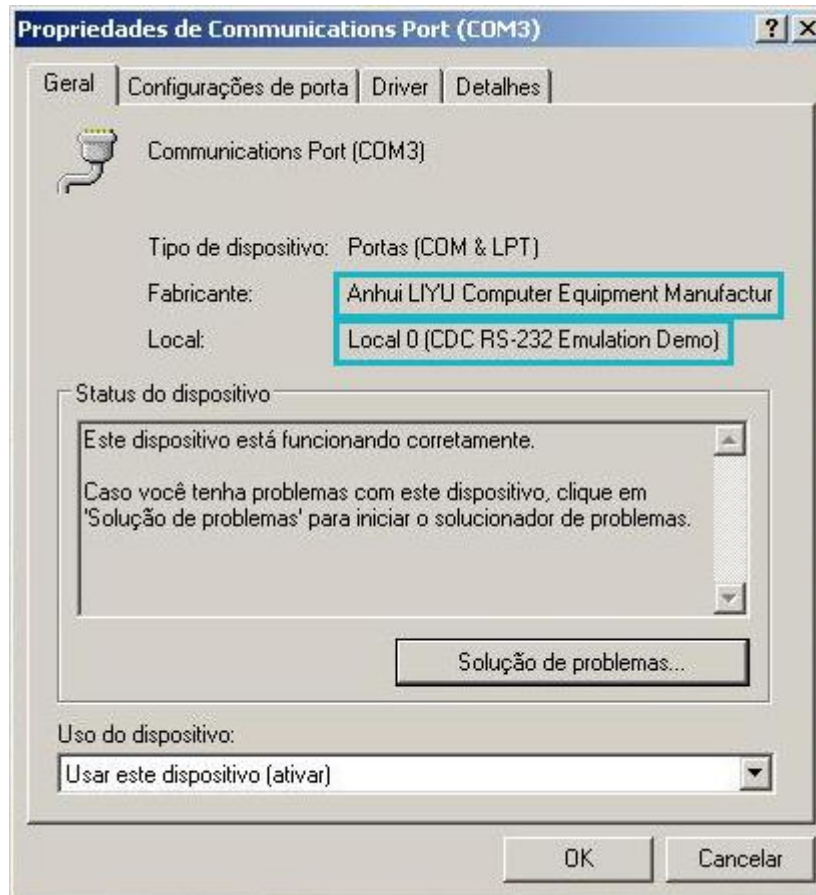 Propriedades de Communications Port (COM3)
Geral Configurações de porta Driver Detalhes
Communications Port (COM3)
Tipo de dispositivo: Portas (COM & LPT)
Fabricante: Anhui LIYU Computer Equipment Manufactur
Local: Local 0 (CDC RS-232 Emulation Demo)
Status do dispositivo
Este dispositivo está funcionando corretamente.
Caso você tenha problemas com este dispositivo, clique em
'Solução de problemas' para iniciar o solucionador de problemas.
Solução de problemas...
Uso do dispositivo:
Usar este dispositivo (ativar)
OK Cancelar